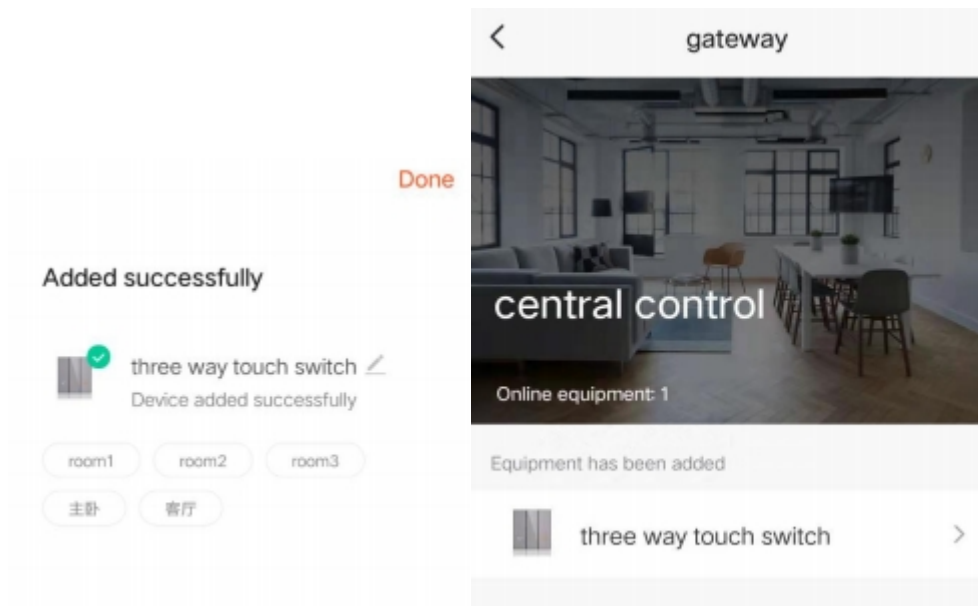 Done
Added successfully
three way touch switch
Device added successfully
room1 room2 room3
主卧 客厅
gateway
central control
Online equipment: 1
Equipment has been added
three way touch switch